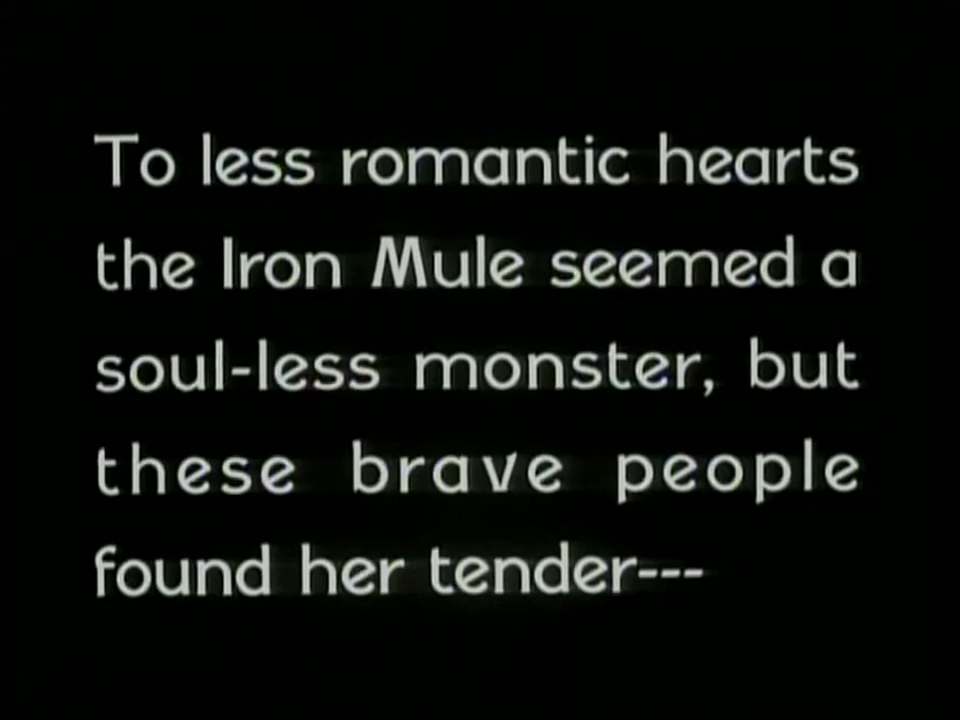 To less romantic hearts
the Iron Mule seemed a
soul-less monster, but
these brave people
found her tender---